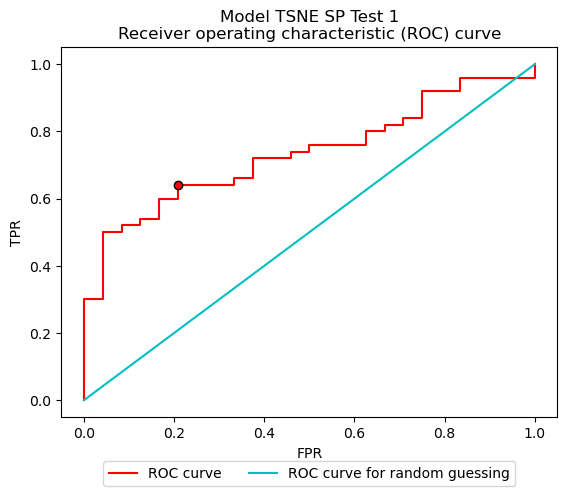 Model TSNE SP Test 1
Receiver operating characteristic (ROC) curve
1.0
0.8
0.6
0.4
0.2
0.0
TPR
0.0 0.2 0.4 0.6 0.8 1.0
FPR
ROC curve ROC curve for random guessing